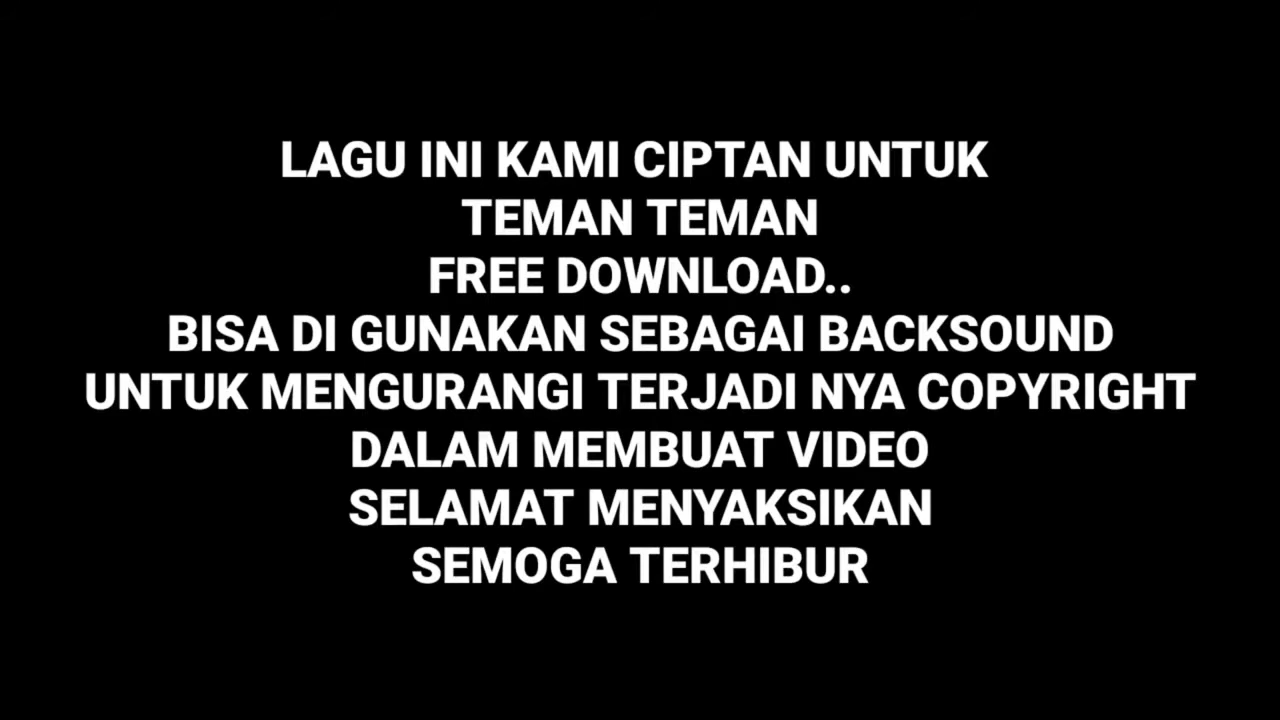 LAGU INI KAMI CIPTAN UNTUK
TEMAN TEMAN
FREE DOWNLOAD..
BISA DI GUNAKAN SEBAGAI BACKSOUND
UNTUK MENGURANGI TERJADI NYA COPYRIGHT
DALAM MEMBUAT VIDEO
SELAMAT MENYAKSIKAN
SEMOGA TERHIBUR